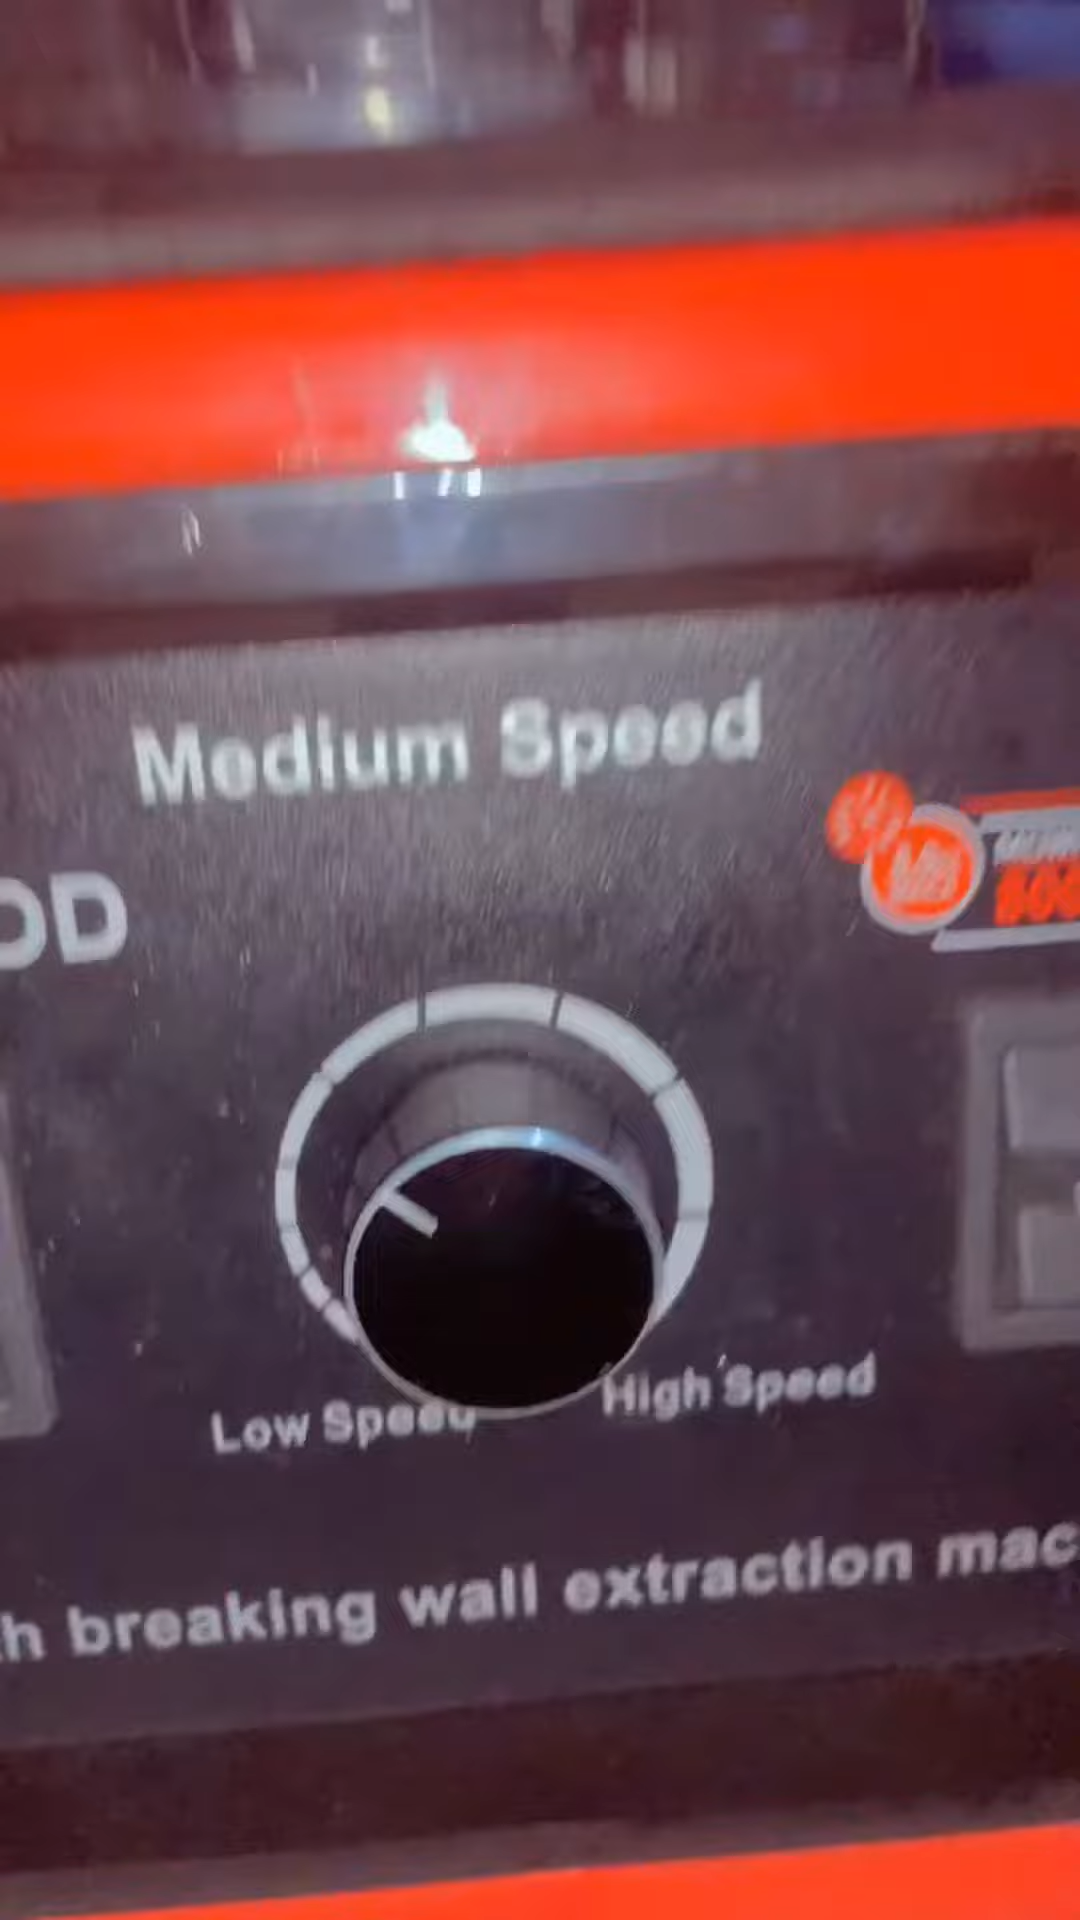 Medium Speed
OD
Low Speed
High Speed
h breaking wall extraction mac